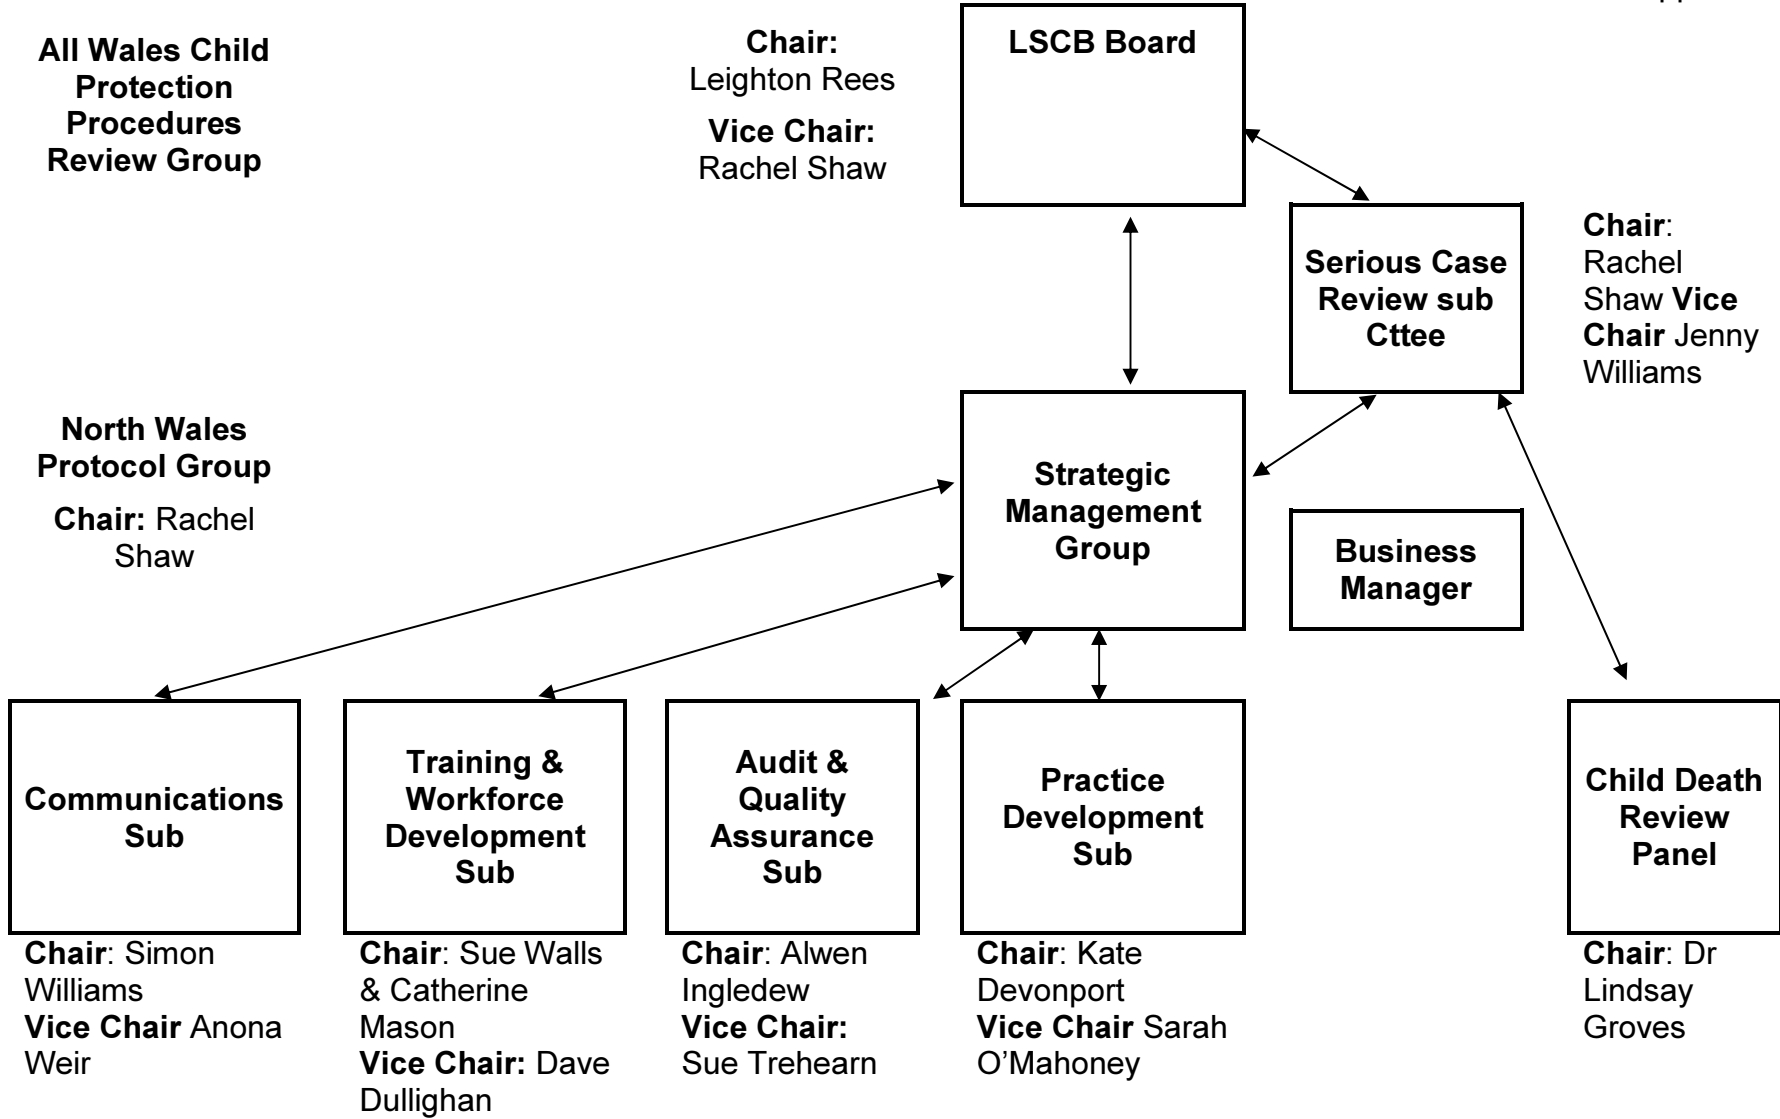 All Wales Child
Protection
Procedures
Review Group
Chair:
Leighton Rees
Vice Chair:
Rachel Shaw
LSCB Board
Serious Case
Review sub
Cttee
Chair:
Rachel
Shaw Vice
Chair Jenny
Williams
North Wales
Protocol Group
Chair: Rachel
Shaw
Strategic
Management
Group
Business
Manager
Communications
Sub
Chair: Simon
Williams
Vice Chair Anona
Weir
Training &
Workforce
Development
Sub
Chair: Sue Walls
& Catherine
Mason
Vice Chair: Dave
Dullighan
Audit &
Quality
Assurance
Sub
Chair: Alwen
Ingledew
Vice Chair:
Sue Trehearn
Practice
Development
Sub
Chair: Kate
Devonport
Vice Chair Sarah
O’Mahoney
Child Death
Review
Panel
Chair: Dr
Lindsay
Groves